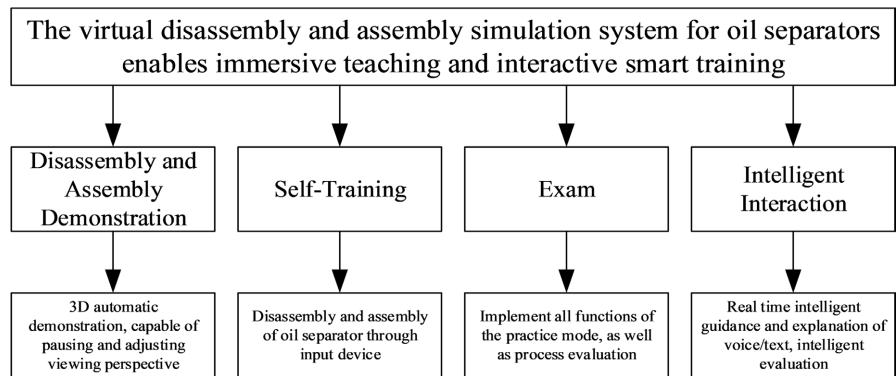 The virtual disassembly and assembly simulation system for oil separators
enables immersive teaching and interactive smart training
Disassembly and
Assembly
Demonstration
Self-Training
Exam
Intelligent
Interaction
3D automatic
demonstration, capable of
pausing and adjusting
viewing perspective
Disassembly and assembly
of oil separator through
input device
Implement all functions of
the practice mode, as well
as process evaluation
Real time intelligent
guidance and explanation of
voice/text, intelligent
evaluation